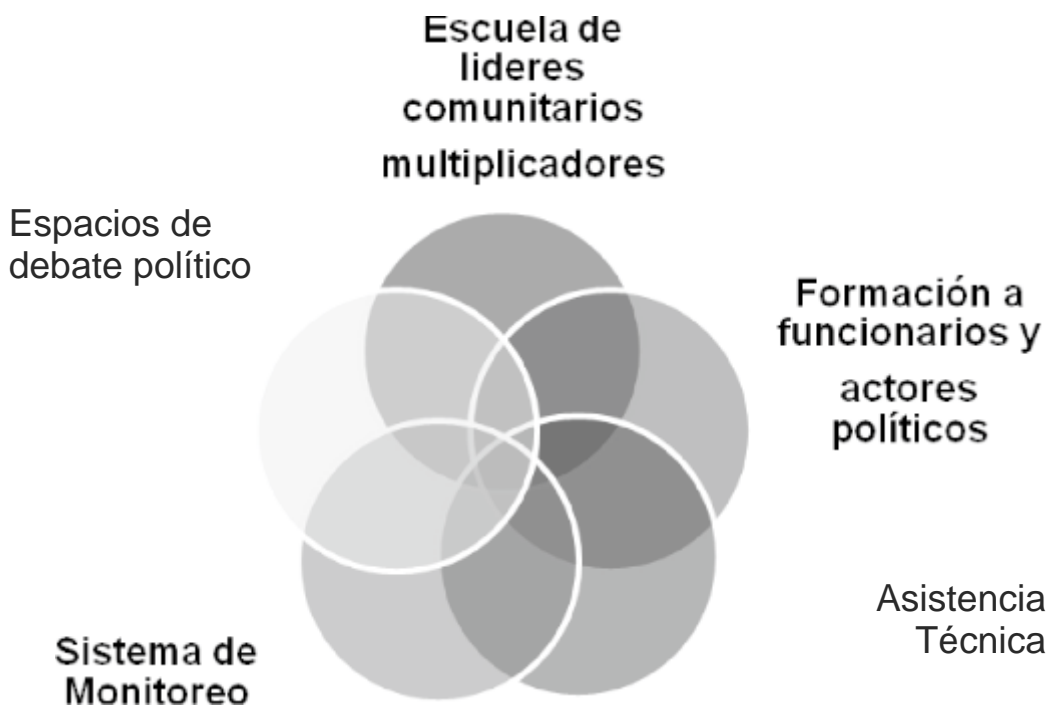 Escuela de
lideres
comunitarios
multiplicadores
Espacios de
debate político
Formación a
funcionarios y
actores
políticos
Asistencia
Técnica
Sistema de
Monitoreo